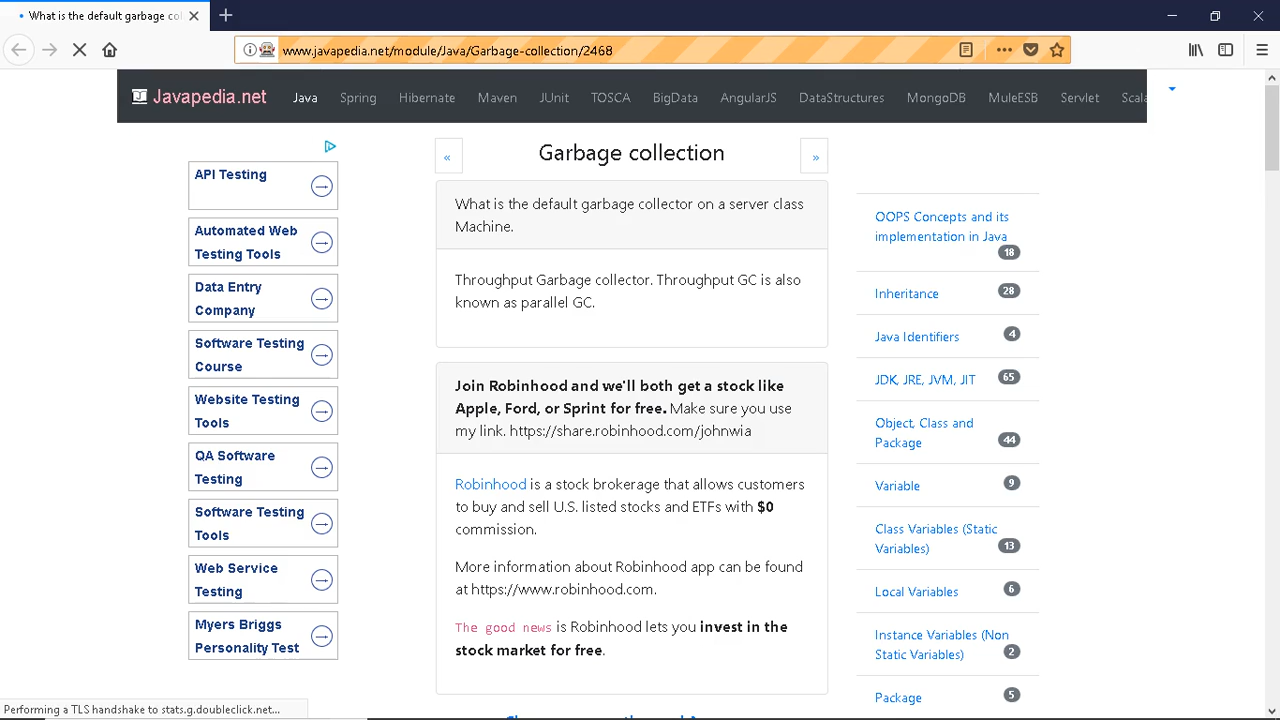 What is the default garbage co
www.javapedia.net/module/Java/Garbage-collection/2468
Javapedia.net Java Spring Hibernate Maven JUnit TOSCA BigData AngularJS DataStructures MongoDB MuleESB Servlet Scala
API Testing
Automated Web
Testing Tools
Data Entry
Company
Software Testing
Course
Website Testing
Tools
QA Software
Testing
Software Testing
Tools
Web Service
Testing
Myers Briggs
Personality Test
« Garbage collection »
What is the default garbage collector on a server class
Machine.
Throughput Garbage collector. Throughput GC is also
known as parallel GC.
Join Robinhood and we'll both get a stock like
Apple, Ford, or Sprint for free. Make sure you use
my link. https://share.robinhood.com/johnwia
Robinhood is a stock brokerage that allows customers
to buy and sell U.S. listed stocks and ETFs with $0
commission.
More information about Robinhood app can be found
at https://www.robinhood.com.
The good news is Robinhood lets you invest in the
stock market for free.
OOPS Concepts and its
implementation in Java
18
Inheritance 28
Java Identifiers 4
JDK, JRE, JVM, JIT 65
Object, Class and
Package 44
Variable 9
Class Variables (Static
Variables) 13
Local Variables 6
Instance Variables (Non
Static Variables) 2
Package 5
Performing a TLS handshake to stats.g.doubleclick.net...